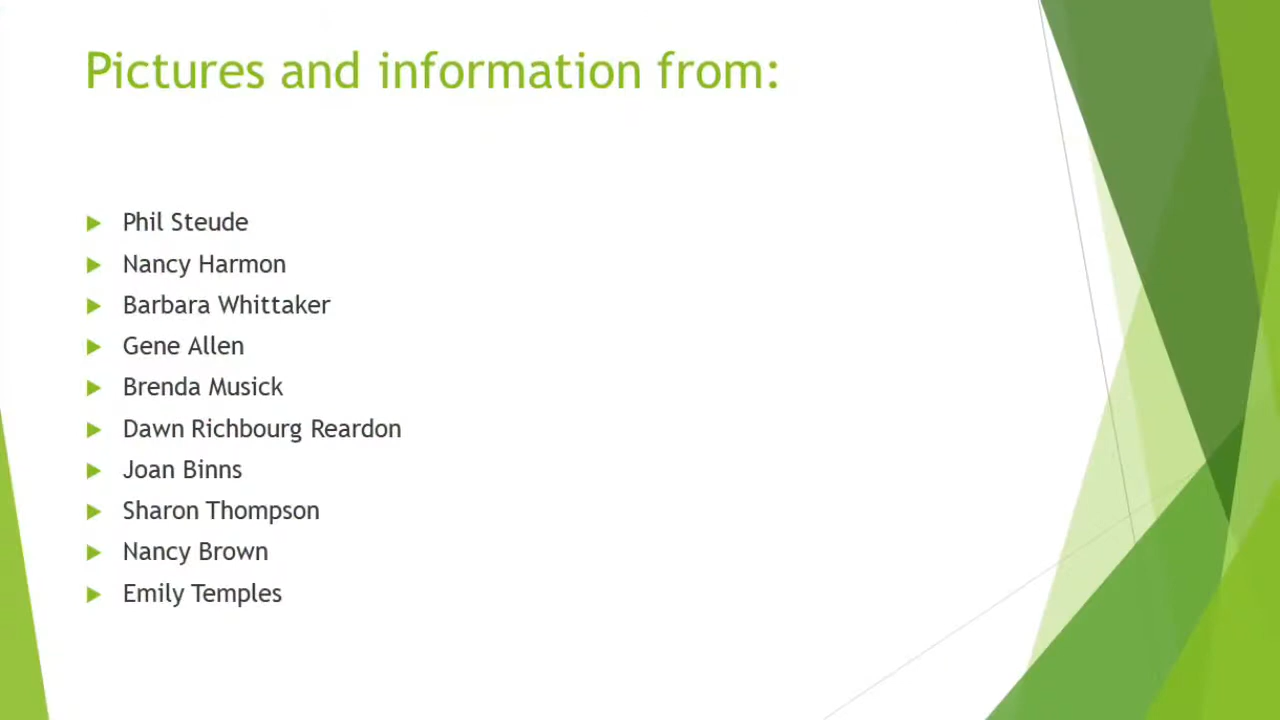 Pictures and information from:
Phil Steude
Nancy Harmon
Barbara Whittaker
Gene Allen
Brenda Musick
Dawn Richbourg Reardon
Joan Binns
Sharon Thompson
Nancy Brown
Emily Temples